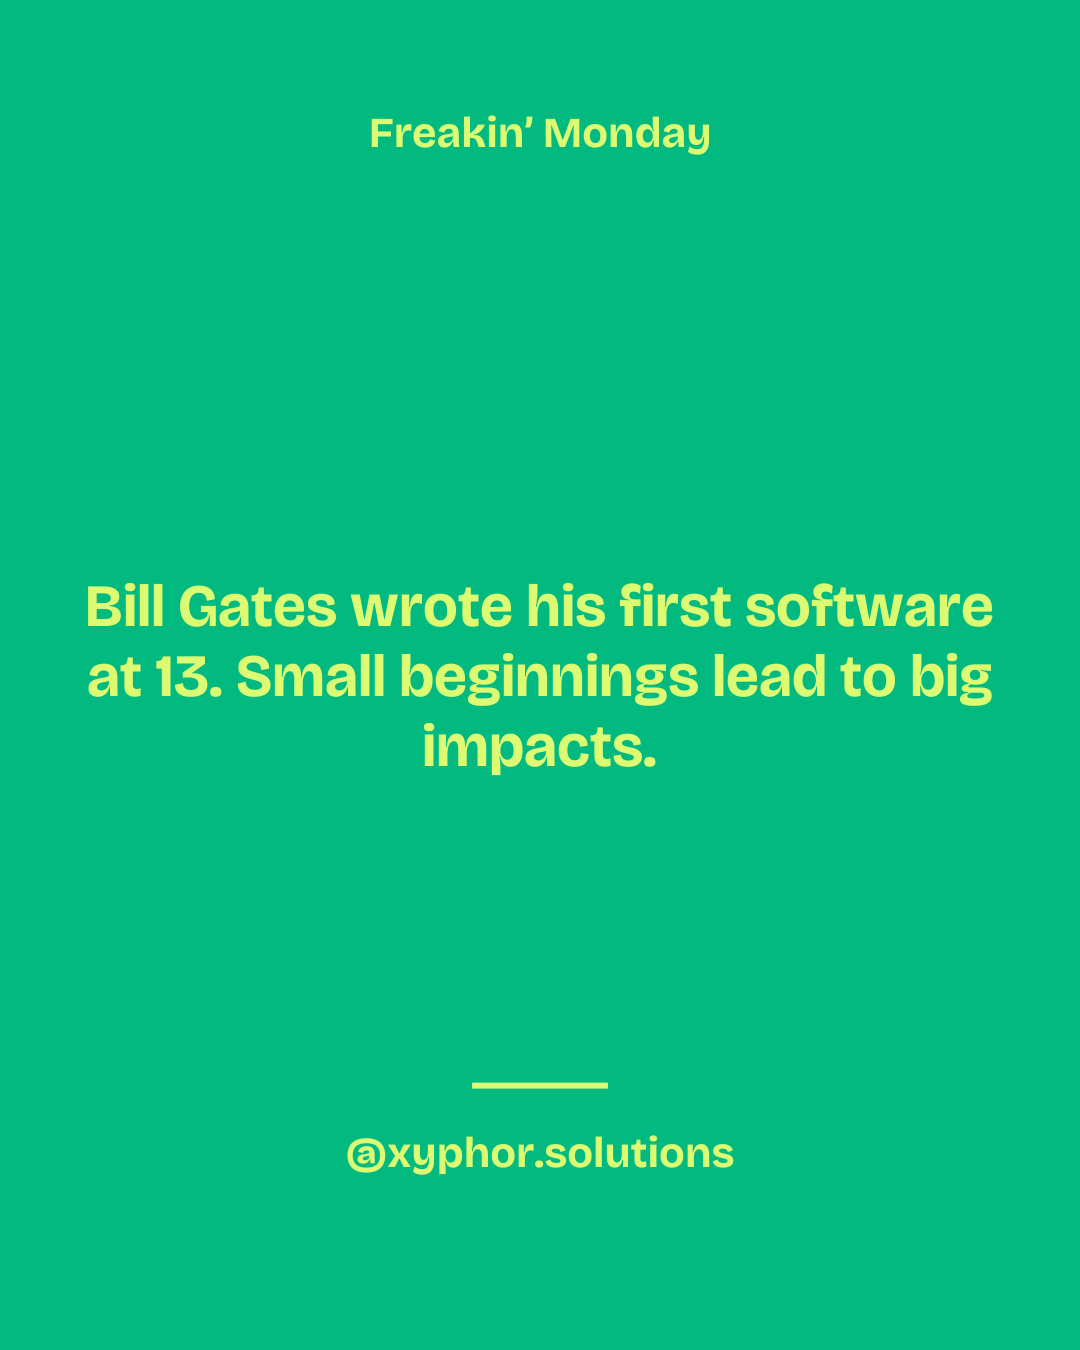 Freakin’ Monday
Bill Gates wrote his first software
at 13. Small beginnings lead to big
impacts.
@xyphor.solutions